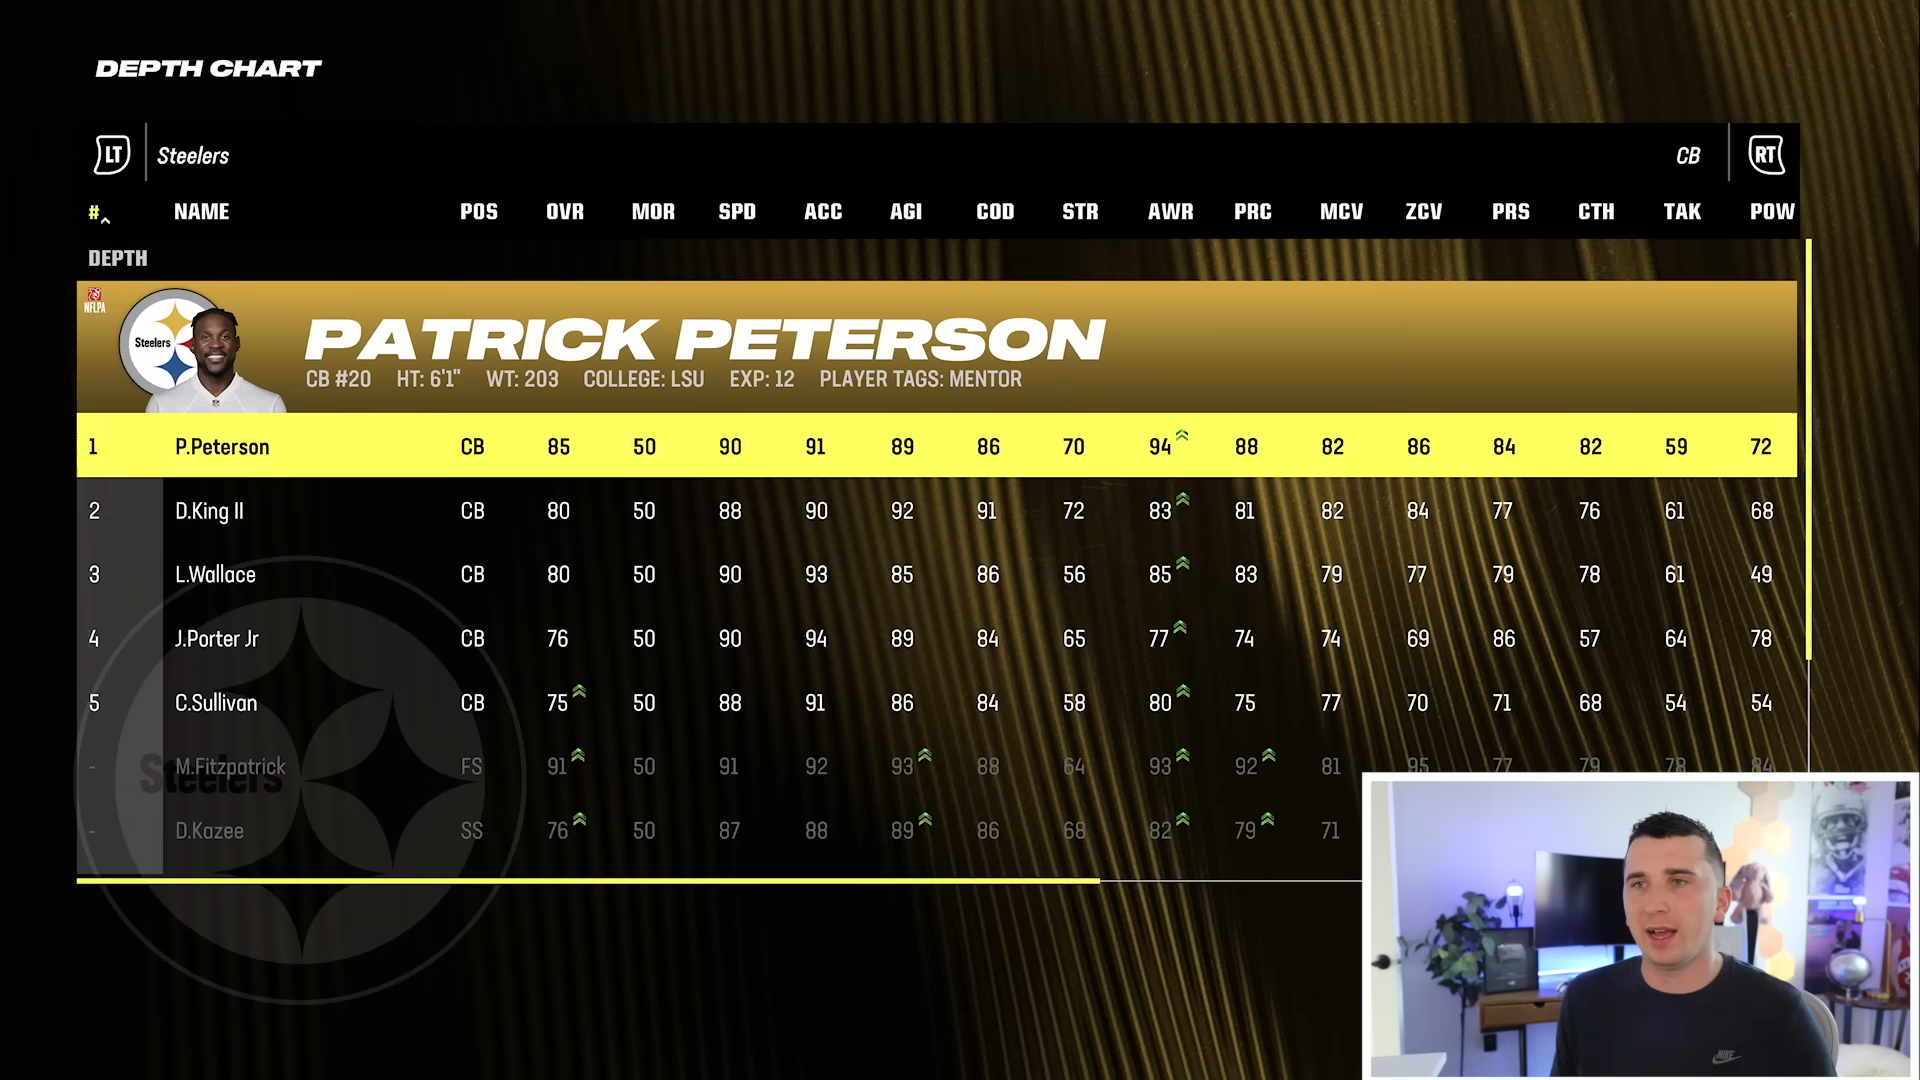 DEPTH CHART
LT Steelers CB RT
# NAME POS OVR MOR SPD ACC AGI COD STR AWR PRC MCV ZCV PRS CTH TAK POW
DEPTH
NFLPA
Steelers
PATRICK PETERSON
CB #20 HT: 6'1" WT: 203 COLLEGE: LSU EXP: 12 PLAYER TAGS: MENTOR
1 P.Peterson CB 85 50 90 91 89 86 70 94 88 82 86 84 82 59 72
2 D.King II CB 80 50 88 90 92 91 72 83 81 82 84 77 76 61 68
3 L.Wallace CB 80 50 90 93 85 86 56 85 83 79 77 79 78 61 49
4 J.Porter Jr CB 76 50 90 94 89 84 65 77 74 74 69 86 57 64 78
5 C.Sullivan CB 75 50 88 91 86 84 58 80 75 77 70 71 68 54 54
- M.Fitzpatrick FS 91 50 91 92 93 88 64 93 92 81 95 77 79 78 84
Steelers
- D.Kazee SS 76 50 87 88 89 86 68 82 79 71
NIKE